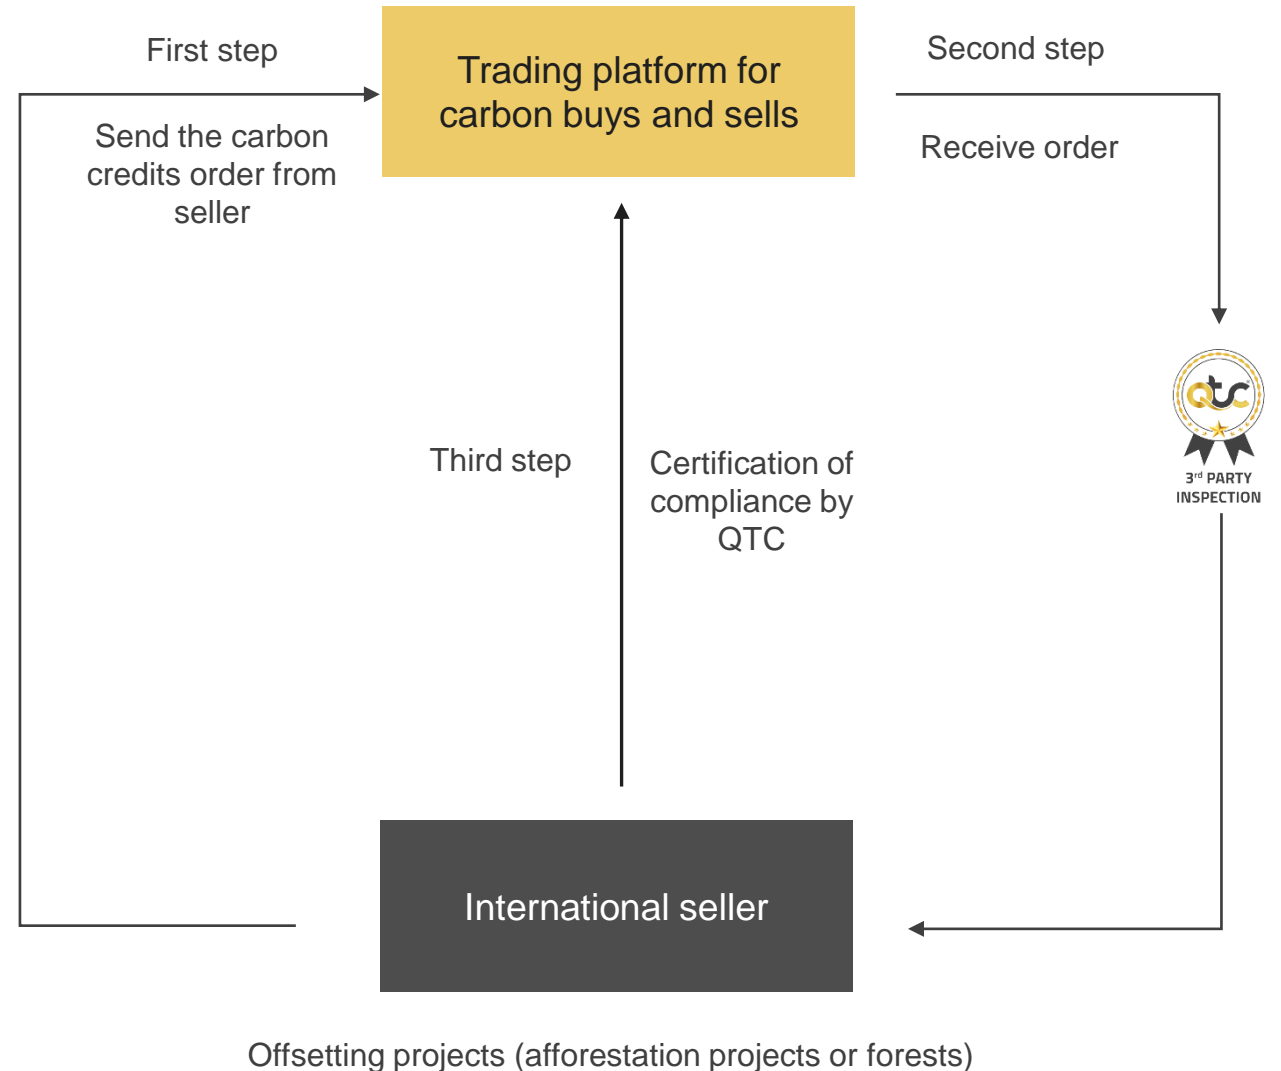 First step
Send the carbon
credits order from
seller
Trading platform for
carbon buys and sells
Second step
Receive order
QTC
3rd PARTY
INSPECTION
Third step
Certification of
compliance by
QTC
International seller
Offsetting projects (afforestation projects or forests)